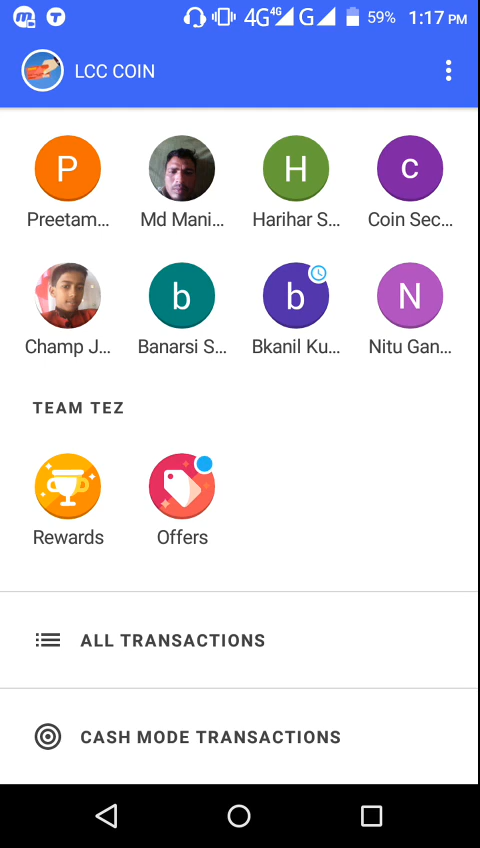 4G 4G G 59% 1:17 PM
LCC COIN
P H c
Preetam... Md Mani... Harihar S... Coin Sec...
b b N
Champ J... Banarsi S... Bkanil Ku... Nitu Gan...
TEAM TEZ
Rewards Offers
ALL TRANSACTIONS
CASH MODE TRANSACTIONS